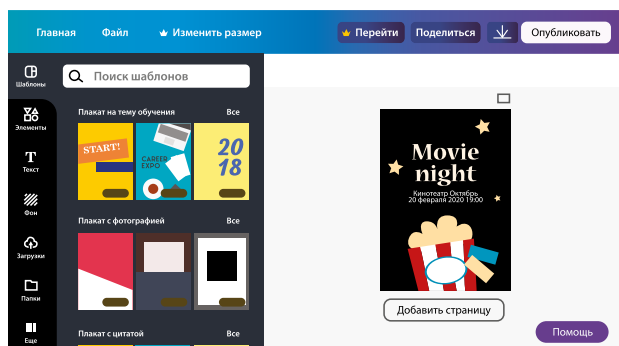 Главная Файл Изменить размер Перейти Поделиться Опубликовать
Шаблоны
Элементы
Текст
Фон
Загрузки
Папки
Еще
Поиск шаблонов
Плакат на тему обучения Все
START!
CAREER
EXPO
20
18
Плакат с фотографией Все
Плакат с цитатой Все
Movie
night
Кинотеатр Октябрь
20 февраля 2020 19:00
Добавить страницу
Помощь